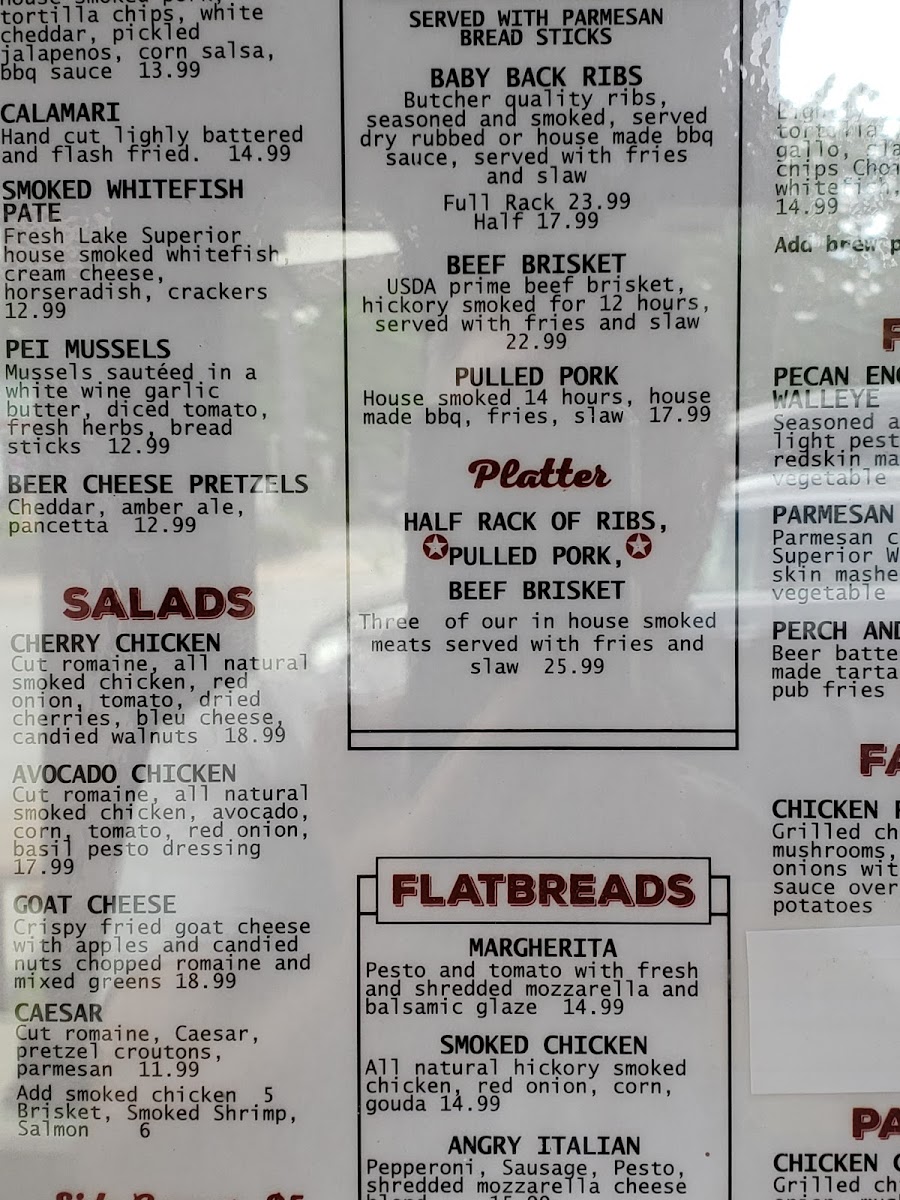 house smoked pork,
tortilla chips, white
cheddar, pickled
jalapenos, corn salsa,
bbq sauce 13.99
CALAMARI
Hand cut lighly battered
and flash fried. 14.99
SMOKED WHITEFISH
PATE
Fresh Lake Superior
house smoked whitefish,
cream cheese,
horseradish, crackers
12.99
PEI MUSSELS
Mussels sautéed in a
white wine garlic
butter, diced tomato,
fresh herbs, bread
sticks 12.99
BEER CHEESE PRETZELS
Cheddar, amber ale,
pancetta 12.99
SALADS
CHERRY CHICKEN
Cut romaine, all natural
smoked chicken, red
onion, tomato, dried
cherries, bleu cheese,
candied walnuts 18.99
AVOCADO CHICKEN
Cut romaine, all natural
smoked chicken, avocado,
corn, tomato, red onion,
basil pesto dressing
17.99
GOAT CHEESE
Crispy fried goat cheese
with apples and candied
nuts chopped romaine and
mixed greens 18.99
CAESAR
Cut romaine, Caesar,
pretzel croutons,
parmesan 11.99
Add smoked chicken 5
Brisket, Smoked Shrimp,
Salmon 6
SERVED WITH PARMESAN
BREAD STICKS
BABY BACK RIBS
Butcher quality ribs,
seasoned and smoked, served
dry rubbed or house made bbq
sauce, served with fries
and slaw
Full Rack 23.99
Half 17.99
BEEF BRISKET
USDA prime beef brisket,
hickory smoked for 12 hours,
served with fries and slaw
22.99
PULLED PORK
House smoked 14 hours, house
made bbq, fries, slaw 17.99
Platter
HALF RACK OF RIBS,
PULLED PORK,
BEEF BRISKET
Three of our in house smoked
meats served with fries and
slaw 25.99
FLATBREADS
MARGHERITA
Pesto and tomato with fresh
and shredded mozzarella and
balsamic glaze 14.99
SMOKED CHICKEN
All natural hickory smoked
chicken, red onion, corn,
gouda 14.99
ANGRY ITALIAN
Pepperoni, Sausage, Pesto,
shredded mozzarella cheese
gallo,
chips
14.99
Add brew
PECAN
WALLEYE
Seasoned
light
redskin
vegetable
PARMESAN
Parmesan
Superior
skin
vegetable
PERCH AND
Beer
made
pub fries
CHICKEN
Grilled
mushrooms,
onions
sauce over
potatoes
CHICKEN
Grilled